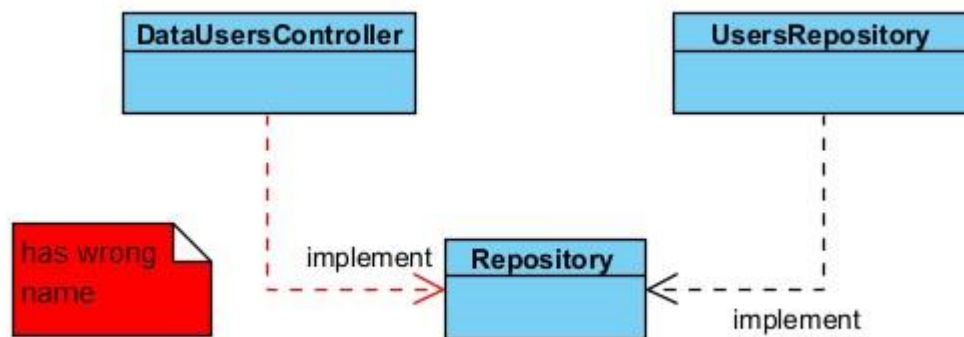 DataUsersController
UsersRepository
has wrong
name
implement
Repository
implement